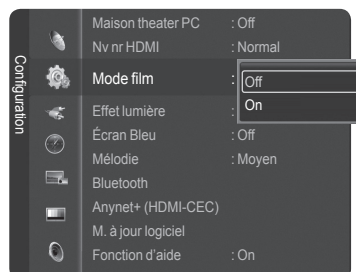 Configuration
Maison theater PC : Off
Nv nr HDMI : Normal
Mode film : Off
On
Effet lumière :
Écran Bleu : Off
Mélodie : Moyen
Bluetooth
Anynet+ (HDMI-CEC)
M. à jour logiciel
Fonction d'aide : On